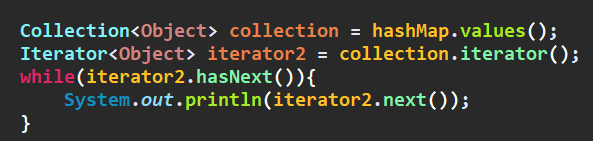 Collection<Object> collection = hashMap.values();
Iterator<Object> iterator2 = collection.iterator();
while(iterator2.hasNext()){
    System.out.println(iterator2.next());
}